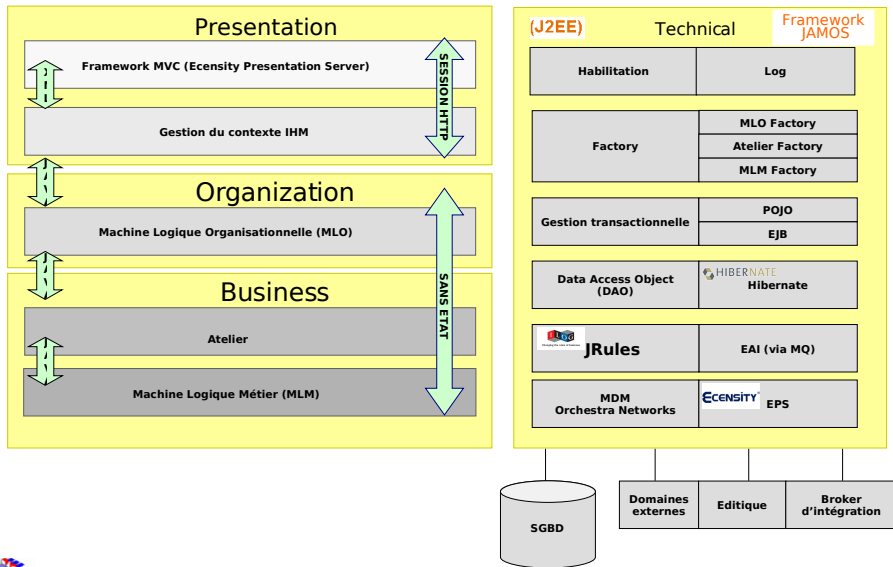 Presentation
Framework MVC (Ecensity Presentation Server)
Gestion du contexte IHM
SESSION HTTP
Organization
Machine Logique Organisationnelle (MLO)
Business
Atelier
Machine Logique Métier (MLM)
SANS ETAT
(J2EE)
Technical
Framework
JAMOS
Habilitation
Log
Factory
MLO Factory
Atelier Factory
MLM Factory
Gestion transactionnelle
POJO
EJB
Data Access Object
(DAO)
HIBERNATE
Hibernate
ILOG
JRules
EAI (via MQ)
MDM
Orchestra Networks
ECENSITY
EPS
SGBD
Domaines
externes
Editique
Broker
d’intégration